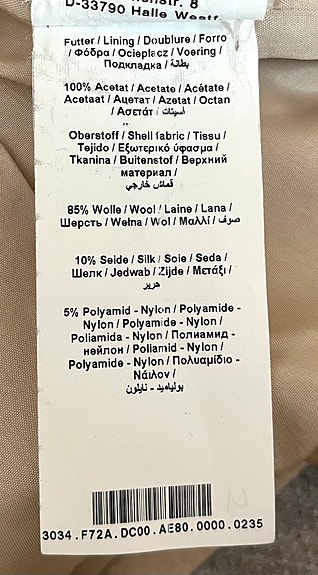 8
D-33790 Halle Westf.
Futter / Lining / Doublure / Forro
/ Фόδρα / Ocieplacz / Voering /
Подкладка / بطانة
100% Acetat / Acetate / Acétate /
Acetaat / Ацетат / Azetat / Octan
/ Ασετάτ / أسيتات
Oberstoff / Shell fabric / Tissu /
Tejido / Εξωτερικό ύφασμα /
Tkanina / Buitenstof / Верхний
материал /
قماش خارجي
85% Wolle / Wool / Laine / Lana /
Шерсть / Wełna / Wol / Μαλλί / صوف
10% Seide / Silk / Soie / Seda /
Шелк / Jedwab / Zijde / Μετάξι /
حرير
5% Polyamid - Nylon / Polyamide -
Nylon / Polyamide - Nylon /
Poliamida - Nylon / Полиамид -
нейлон / Poliamid - Nylon /
Polyamide - Nylon / Πολυαμίδιο -
Νάιλον /
بولياميد - نايلون
3034.F72A.DC00.AE80.0000.0235